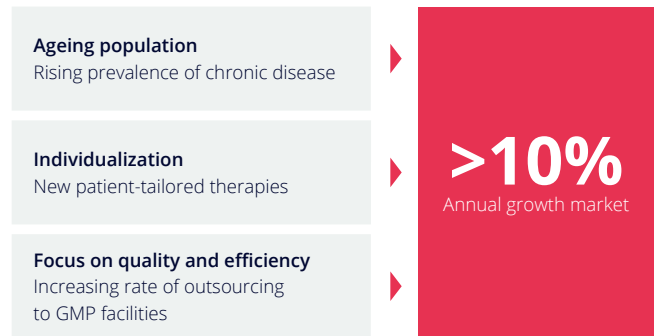 Ageing population
Rising prevalence of chronic disease
Individualization
New patient-tailored therapies
Focus on quality and efficiency
Increasing rate of outsourcing
to GMP facilities
>10%
Annual growth market